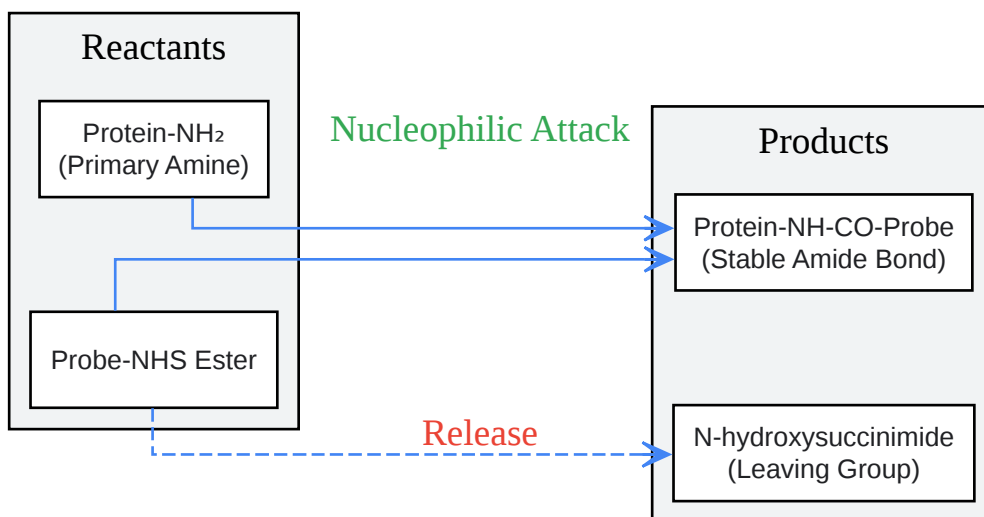 Reactants
Protein-NH₂
(Primary Amine)
Probe-NHS Ester
Nucleophilic Attack
Release
Products
Protein-NH-CO-Probe
(Stable Amide Bond)
N-hydroxysuccinimide
(Leaving Group)